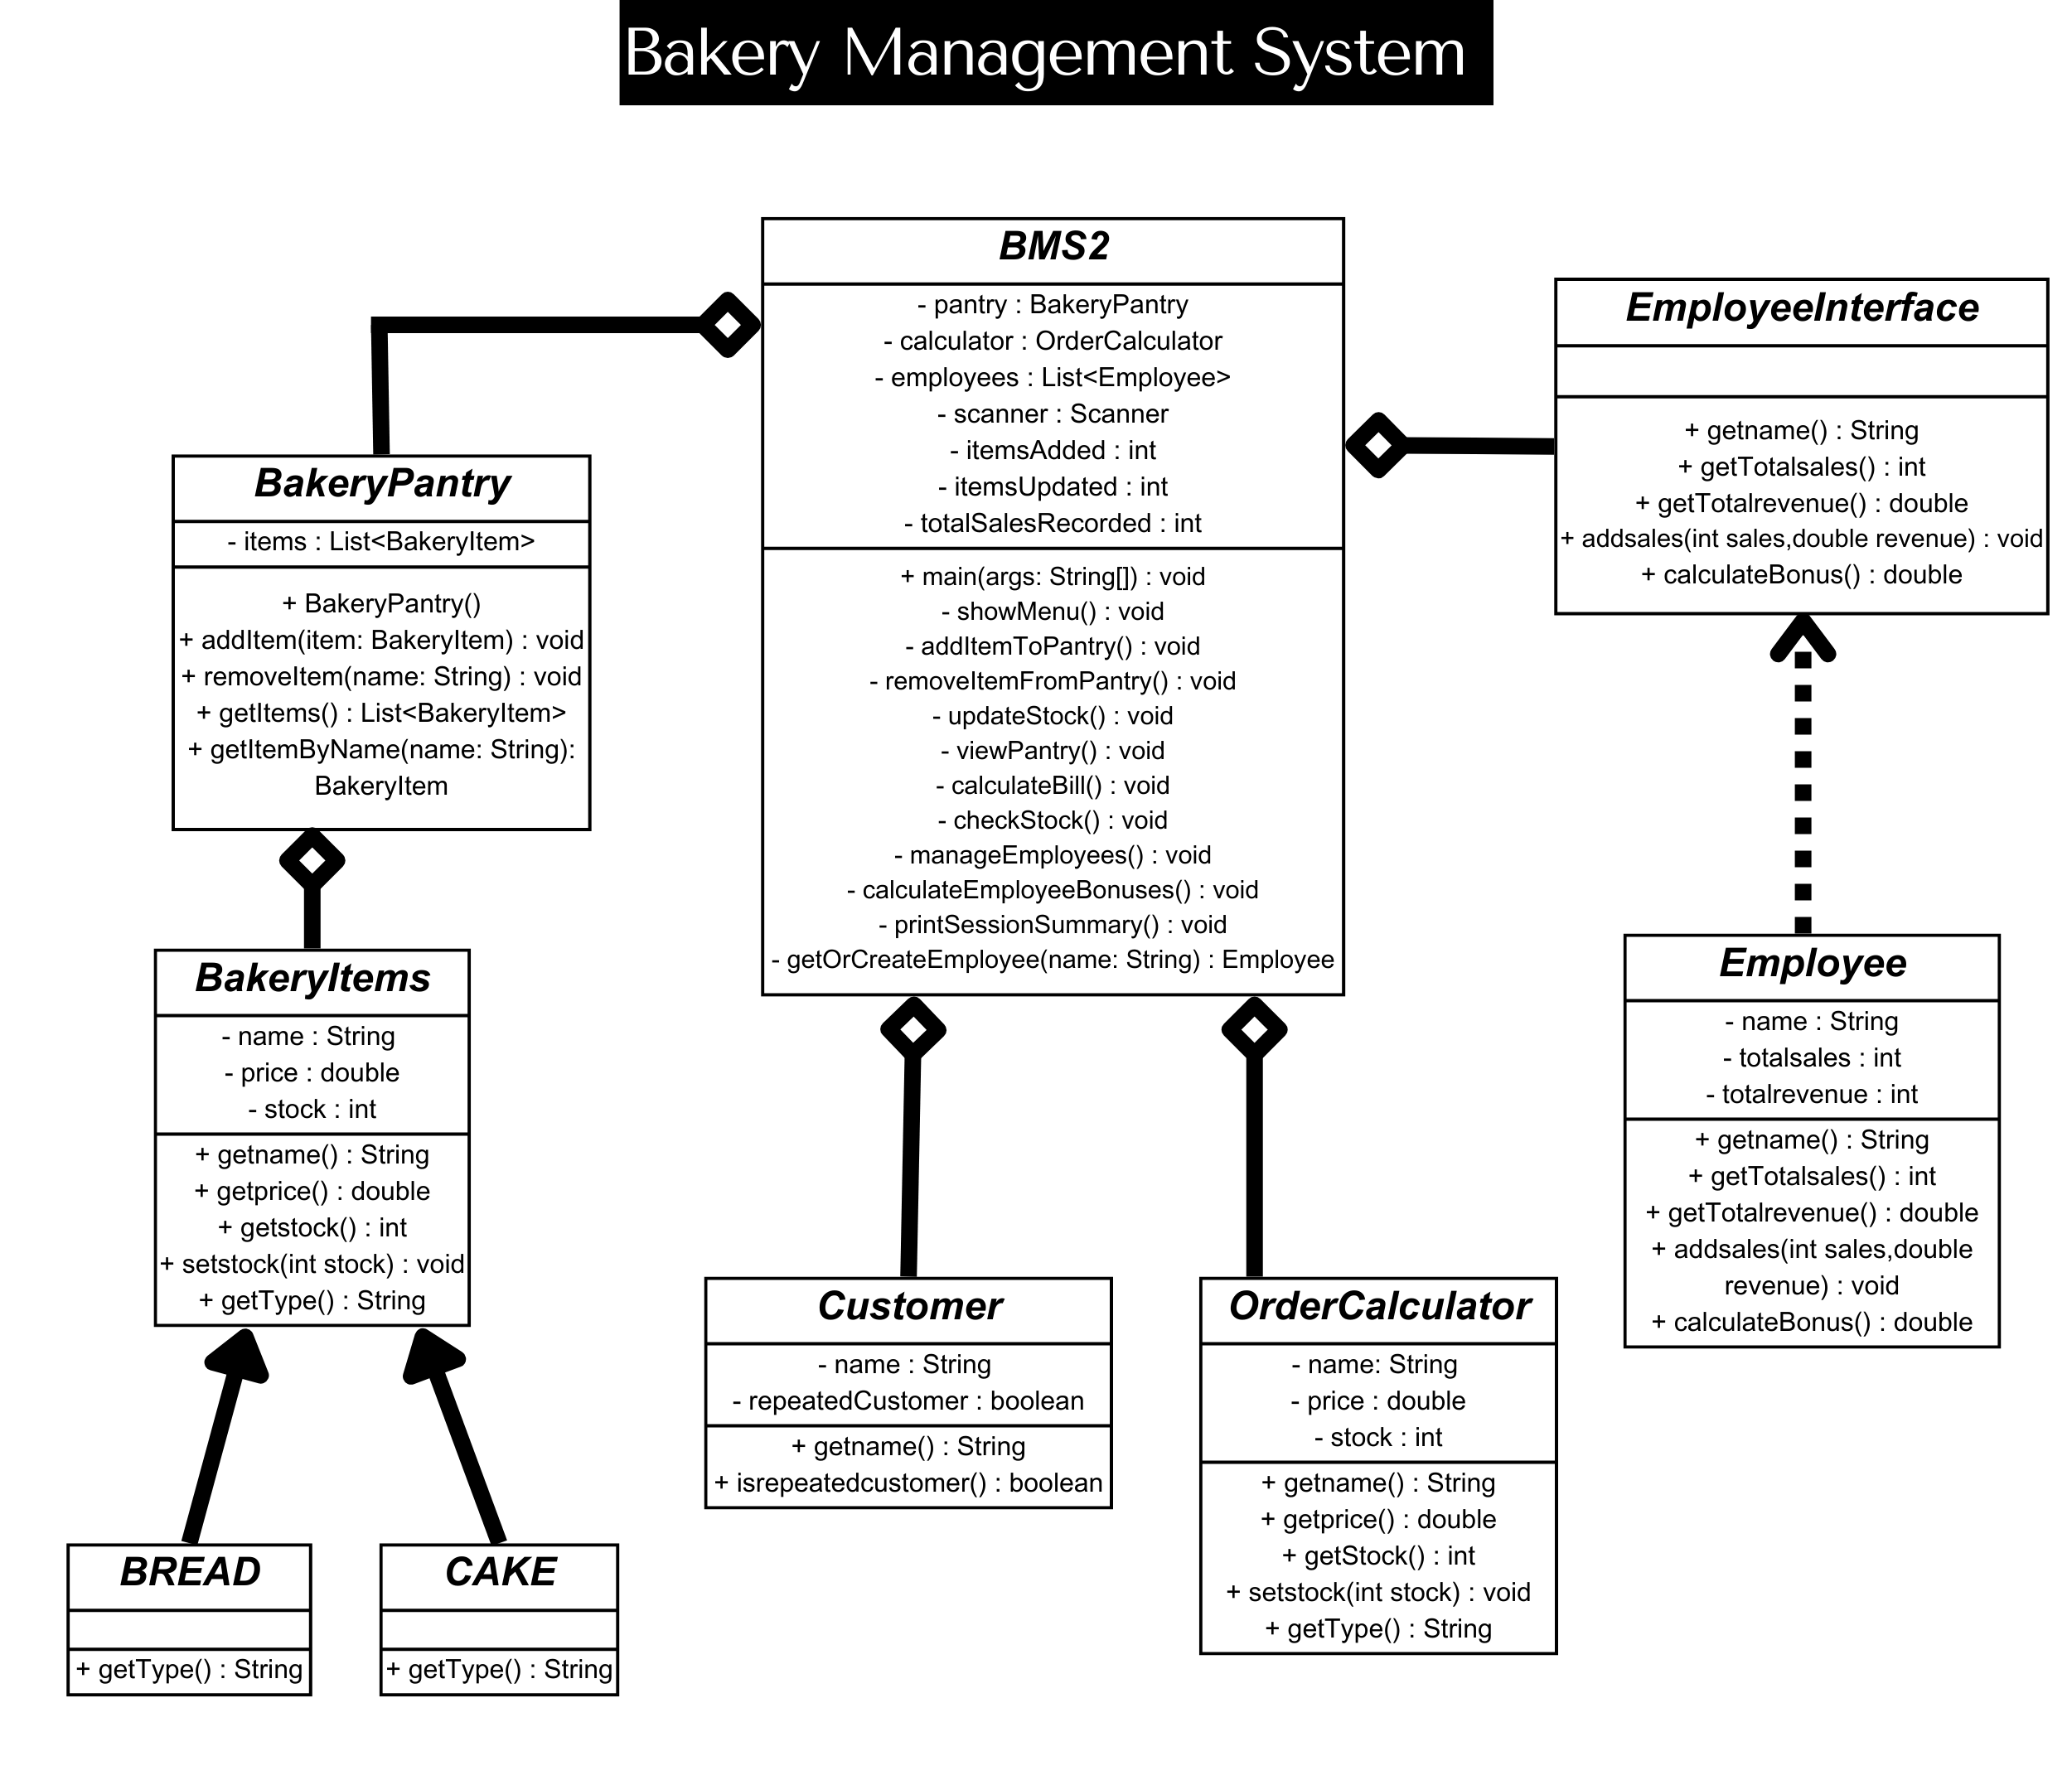 Bakery Management System
BMS2
- pantry : BakeryPantry
- calculator : OrderCalculator
- employees : List<Employee>
- scanner : Scanner
- itemsAdded : int
- itemsUpdated : int
- totalSalesRecorded : int
+ main(args: String[]) : void
- showMenu() : void
- addItemToPantry() : void
- removeItemFromPantry() : void
- updateStock() : void
- viewPantry() : void
- calculateBill() : void
- checkStock() : void
- manageEmployees() : void
- calculateEmployeeBonuses() : void
- printSessionSummary() : void
- getOrCreateEmployee(name: String) : Employee
EmployeeInterface
+ getname() : String
+ getTotalsales() : int
+ getTotalrevenue() : double
+ addsales(int sales,double revenue) : void
+ calculateBonus() : double
BakeryPantry
- items : List<BakeryItem>
+ BakeryPantry()
+ addItem(item: BakeryItem) : void
+ removeItem(name: String) : void
+ getItems() : List<BakeryItem>
+ getItemByName(name: String):
BakeryItem
BakeryItems
- name : String
- price : double
- stock : int
+ getname() : String
+ getprice() : double
+ getstock() : int
+ setstock(int stock) : void
+ getType() : String
Employee
- name : String
- totalsales : int
- totalrevenue : int
+ getname() : String
+ getTotalsales() : int
+ getTotalrevenue() : double
+ addsales(int sales,double
revenue) : void
+ calculateBonus() : double
Customer
- name : String
- repeatedCustomer : boolean
+ getname() : String
+ isrepeatedcustomer() : boolean
OrderCalculator
- name: String
- price : double
- stock : int
+ getname() : String
+ getprice() : double
+ getStock() : int
+ setstock(int stock) : void
+ getType() : String
BREAD
+ getType() : String
CAKE
+ getType() : String